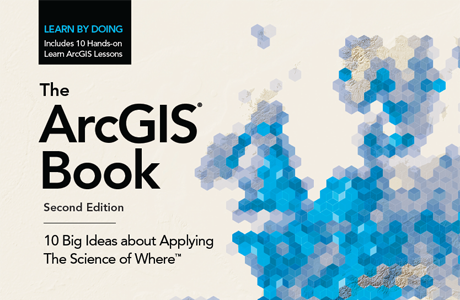 LEARN BY DOING
Includes 10 Hands-on
Learn ArcGIS Lessons
The
ArcGIS®
Book
Second Edition
10 Big Ideas about Applying
The Science of Where™